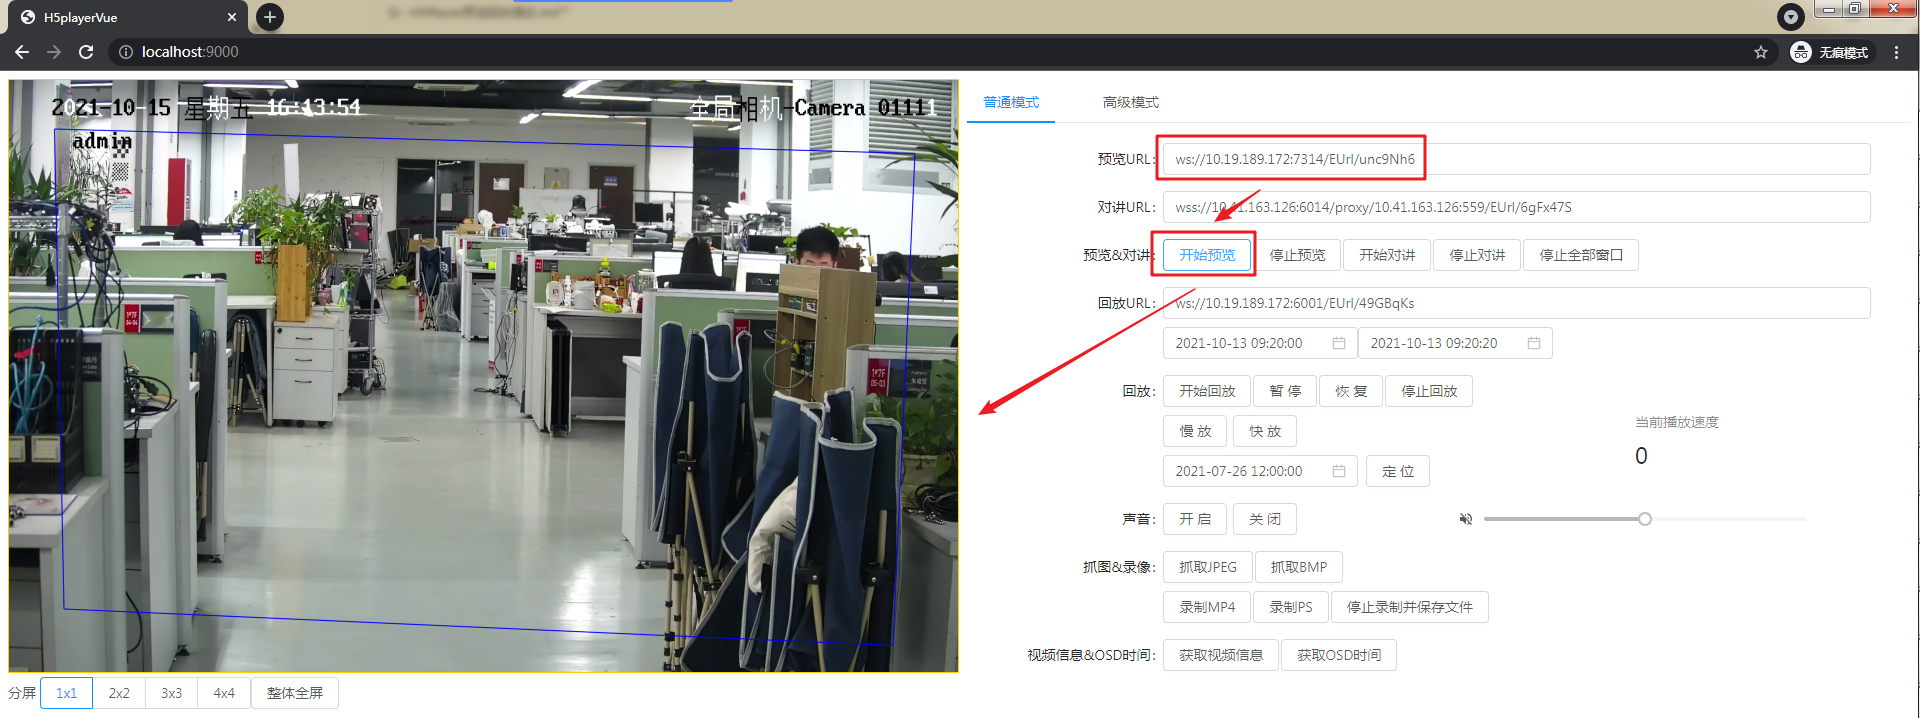 H5playerVue
localhost:9000
无痕模式
2021-10-15 星期五 16:13:54
全局相机-Camera 01111
admin
普通模式 高级模式
预览URL: ws://10.19.189.172:7314/EUrl/unc9Nh6
对讲URL: wss://10.41.163.126:6014/proxy/10.41.163.126:559/EUrl/6gFx47S
预览&对讲: 开始预览 停止预览 开始对讲 停止对讲 停止全部窗口
回放URL: ws://10.19.189.172:6001/EUrl/49GBqKs
2021-10-13 09:20:00 2021-10-13 09:20:20
回放: 开始回放 暂停 恢复 停止回放
慢放 快放
当前播放速度
0
2021-07-26 12:00:00 定位
声音: 开启 关闭
抓图&录像: 抓取JPEG 抓取BMP
录制MP4 录制PS 停止录制并保存文件
视频信息&OSD时间: 获取视频信息 获取OSD时间
分屏 1x1 2x2 3x3 4x4 整体全屏